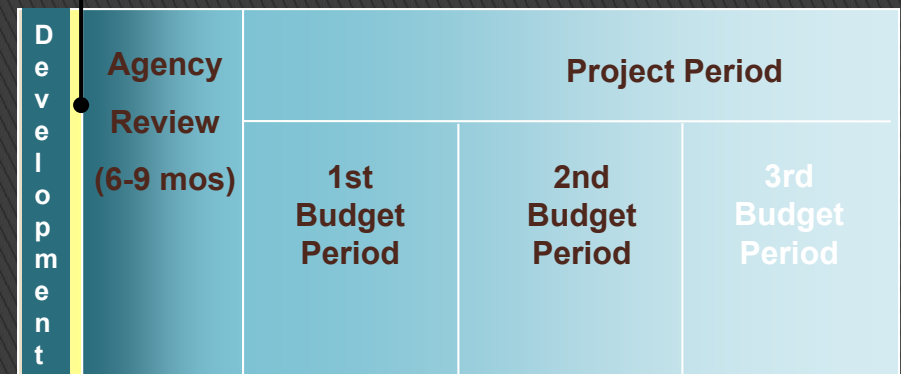 Development
Agency
Review
(6-9 mos)
Project Period
1st
Budget
Period
2nd
Budget
Period
3rd
Budget
Period